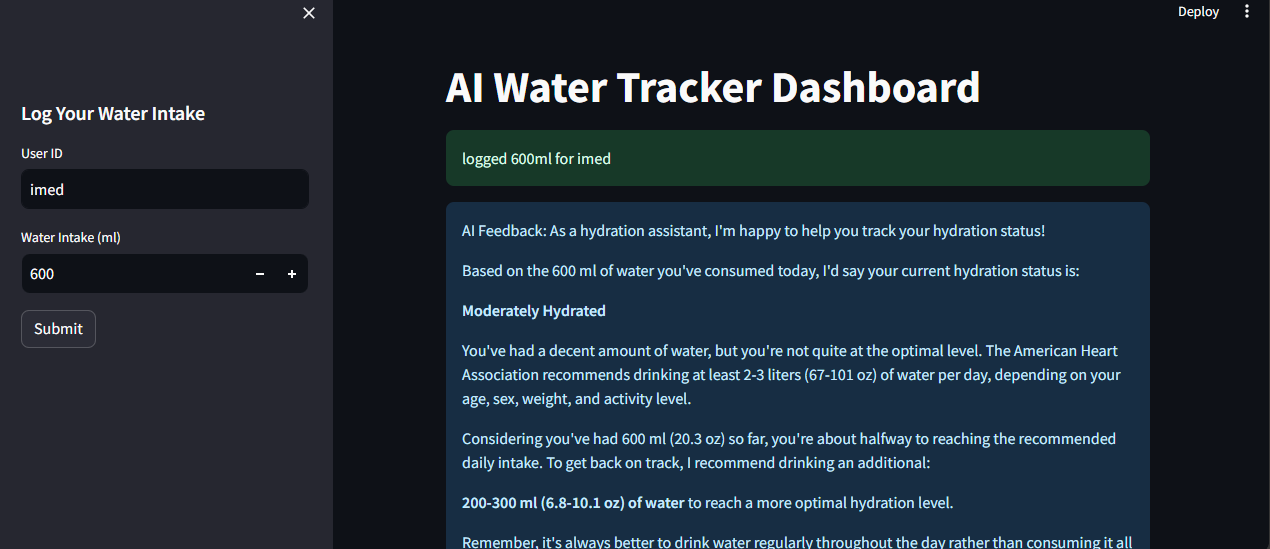 Deploy
Log Your Water Intake
User ID
imed
Water Intake (ml)
600
Submit
AI Water Tracker Dashboard
logged 600ml for imed
AI Feedback: As a hydration assistant, I'm happy to help you track your hydration status!
Based on the 600 ml of water you've consumed today, I'd say your current hydration status is:
Moderately Hydrated
You've had a decent amount of water, but you're not quite at the optimal level. The American Heart
Association recommends drinking at least 2-3 liters (67-101 oz) of water per day, depending on your
age, sex, weight, and activity level.
Considering you've had 600 ml (20.3 oz) so far, you're about halfway to reaching the recommended
daily intake. To get back on track, I recommend drinking an additional:
200-300 ml (6.8-10.1 oz) of water to reach a more optimal hydration level.
Remember, it's always better to drink water regularly throughout the day rather than consuming it all